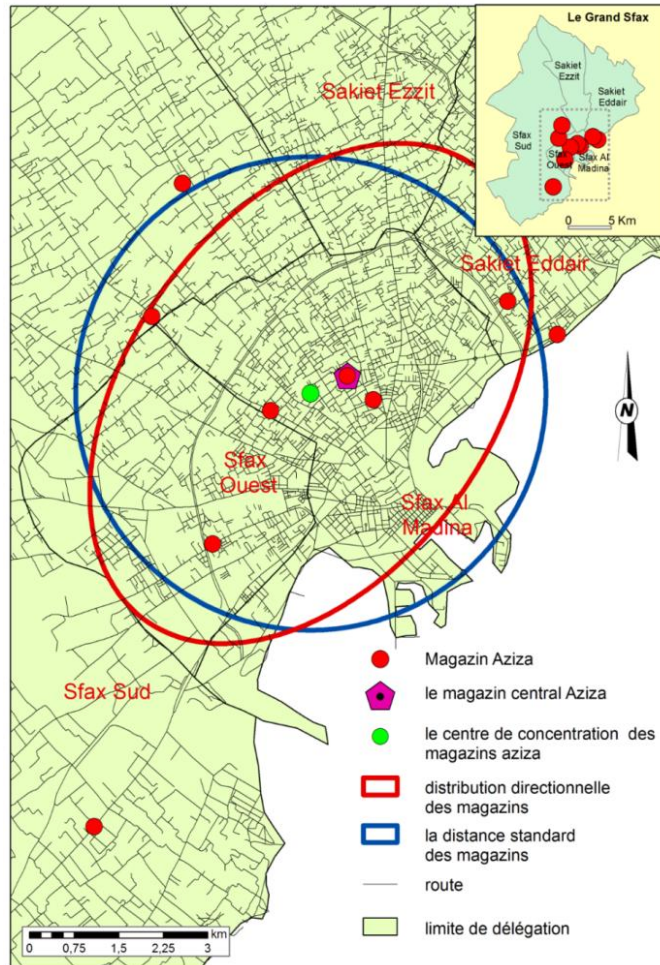 Le Grand Sfax
Sakiet
Ezzit
Sakiet
Eddair
Sfax
Sud
Sfax
Ouest
Sfax Al
Madina
0 5 Km
Sakiet Ezzit
Sakiet Eddair
N
Sfax
Ouest
Sfax Al
Madina
Sfax Sud
Magazin Aziza
le magazin central Aziza
le centre de concentration des
magazins aziza
distribution directionnelle
des magazins
la distance standard
des magazins
route
limite de délégation
0 0,75 1,5 2,25 3